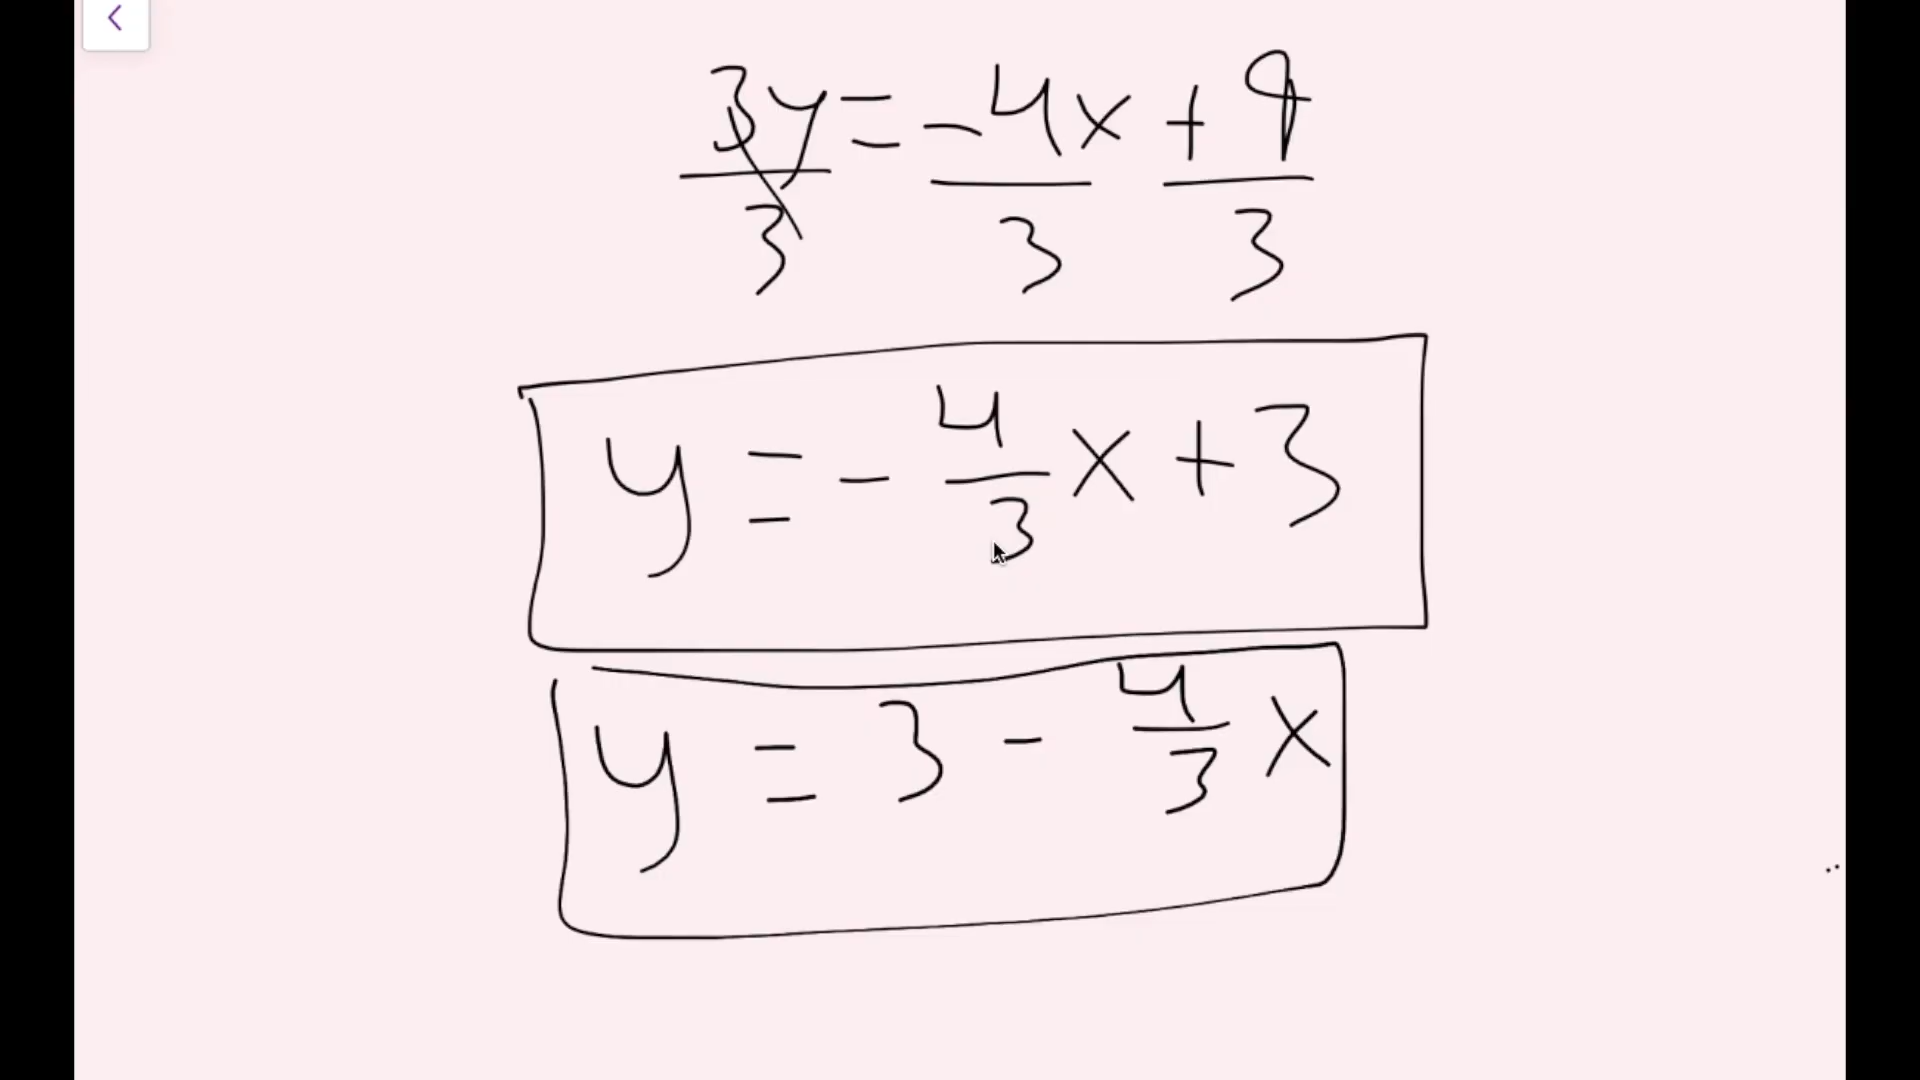 3y = -4x + 9
3 3 3
y = - 4/3 x + 3
y = 3 - 4/3 x